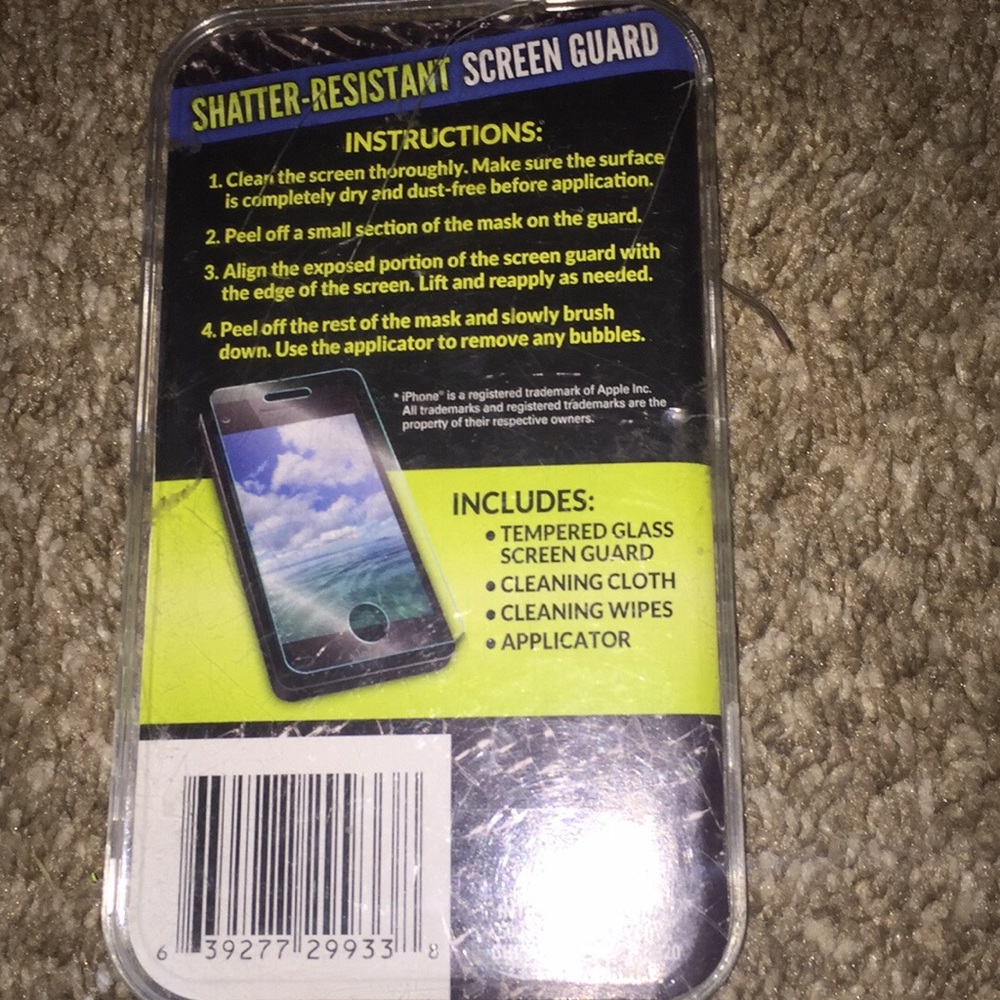 SHATTER-RESISTANT SCREEN GUARD
INSTRUCTIONS:
1. Clean the screen thoroughly. Make sure the surface
is completely dry and dust-free before application.
2. Peel off a small section of the mask on the guard.
3. Align the exposed portion of the screen guard with
the edge of the screen. Lift and reapply as needed.
4. Peel off the rest of the mask and slowly brush
down. Use the applicator to remove any bubbles.
* iPhone® is a registered trademark of Apple Inc.
All trademarks and registered trademarks are the
property of their respective owners.
INCLUDES:
• TEMPERED GLASS
SCREEN GUARD
• CLEANING CLOTH
• CLEANING WIPES
• APPLICATOR
6 39277 29933 8